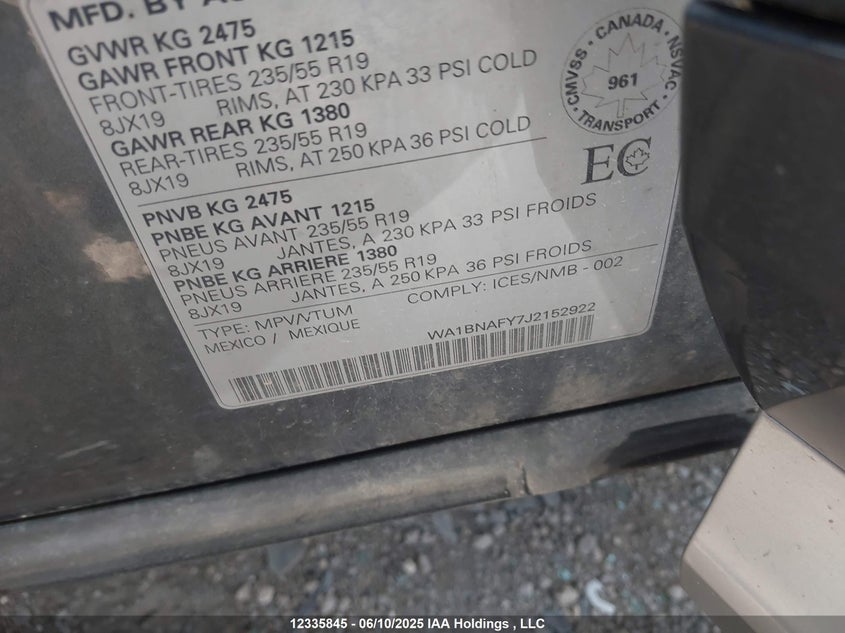 MFD. BY
GVWR KG 2475
GAWR FRONT KG 1215
FRONT-TIRES 235/55 R19
8JX19 RIMS, AT 230 KPA 33 PSI COLD
GAWR REAR KG 1380
REAR-TIRES 235/55 R19
8JX19 RIMS, AT 250 KPA 36 PSI COLD
CMVSS · CANADA · NSVAC · TRANSPORT ·
961
EC
PNVB KG 2475
PNBE KG AVANT 1215
PNEUS AVANT 235/55 R19
8JX19 JANTES, A 230 KPA 33 PSI FROIDS
PNBE KG ARRIERE 1380
PNEUS ARRIERE 235/55 R19
8JX19 JANTES, A 250 KPA 36 PSI FROIDS
TYPE: MPV/VTUM COMPLY: ICES/NMB - 002
MEXICO / MEXIQUE WA1BNAFY7J2152922
12335845 - 06/10/2025 IAA Holdings , LLC